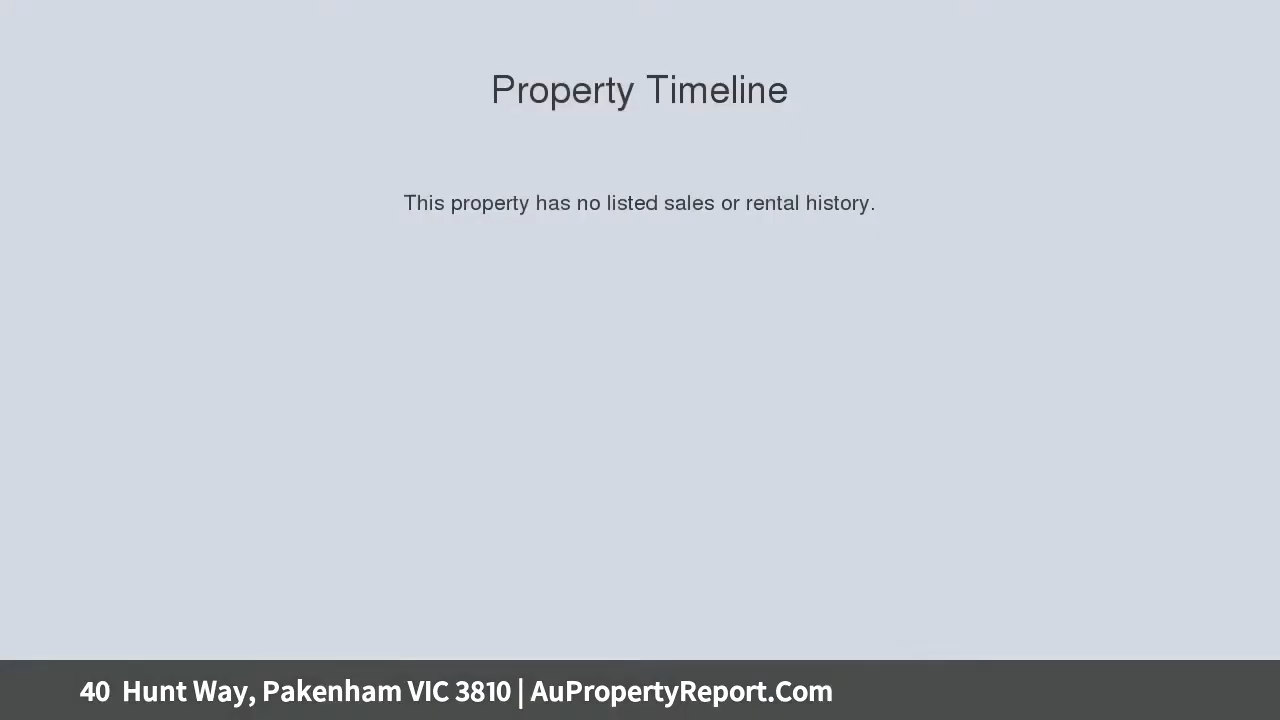 Property Timeline
This property has no listed sales or rental history.
40 Hunt Way, Pakenham VIC 3810 | AuPropertyReport.Com